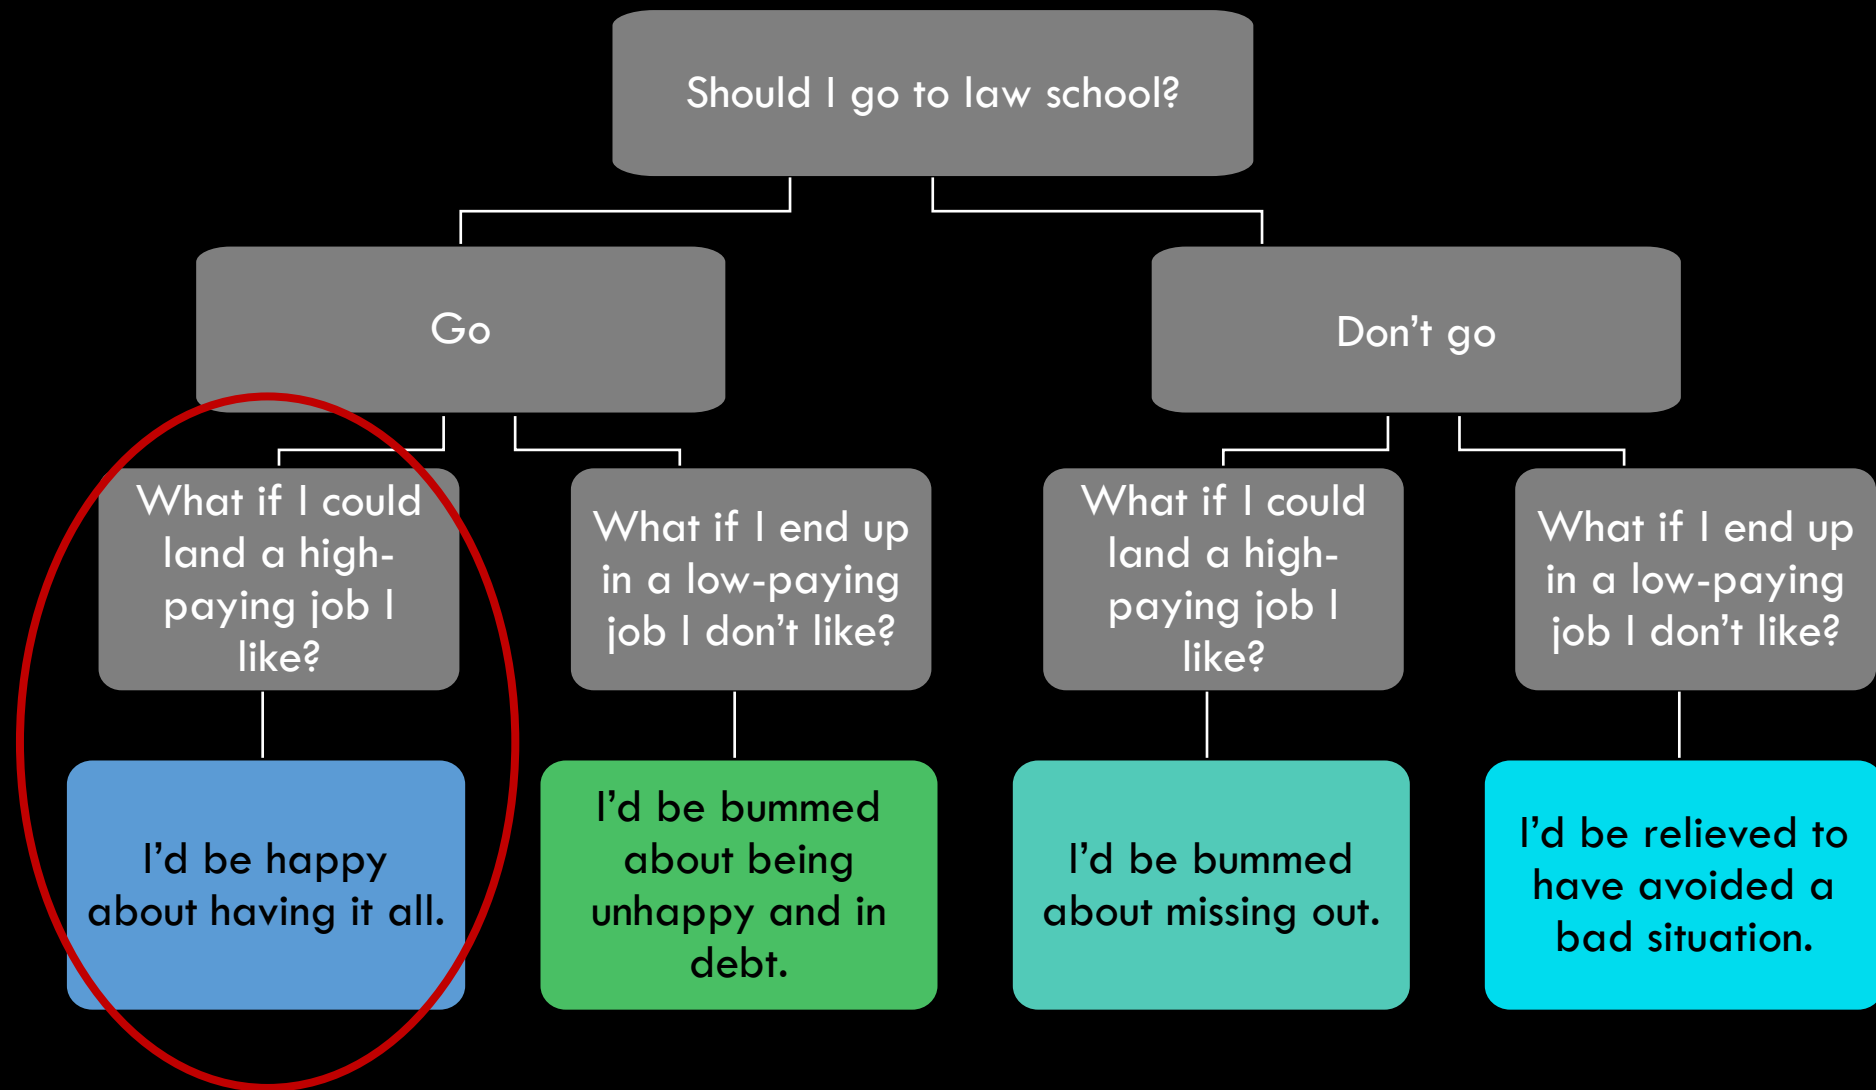 Should I go to law school?
Go
Don't go
What if I could
land a high-
paying job I
like?
What if I end up
in a low-paying
job I don't like?
What if I could
land a high-
paying job I
like?
What if I end up
in a low-paying
job I don't like?
I'd be happy
about having it all.
I'd be bummed
about being
unhappy and in
debt.
I'd be bummed
about missing out.
I'd be relieved to
have avoided a
bad situation.